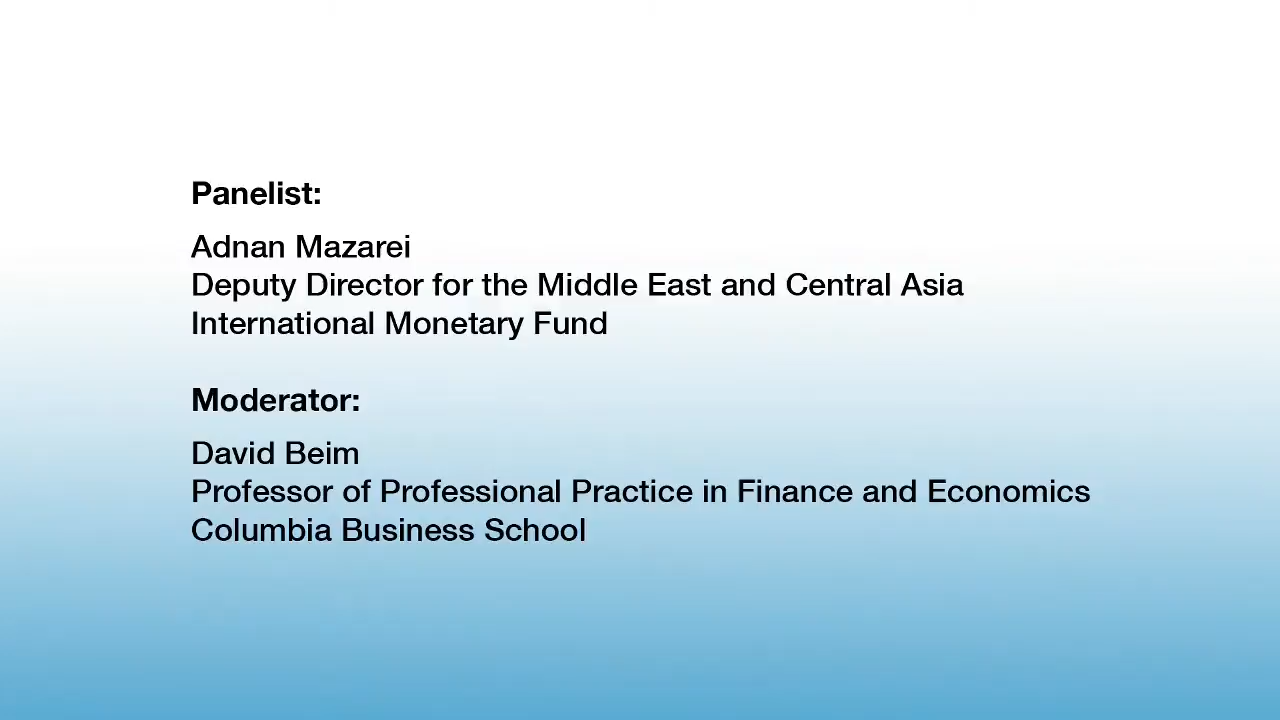 Panelist:
Adnan Mazarei
Deputy Director for the Middle East and Central Asia
International Monetary Fund
Moderator:
David Beim
Professor of Professional Practice in Finance and Economics
Columbia Business School